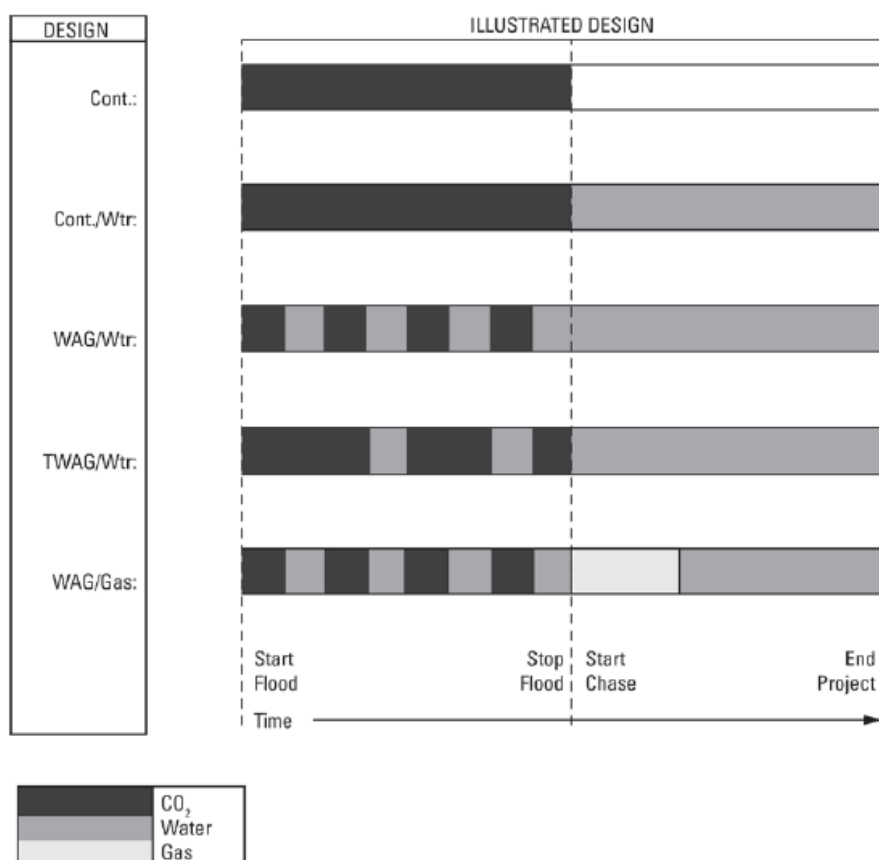 DESIGN
ILLUSTRATED DESIGN
Cont.:
Cont./Wtr:
WAG/Wtr:
TWAG/Wtr:
WAG/Gas:
Start Flood
Stop Flood
Start Chase
End Project
Time
CO₂
Water
Gas